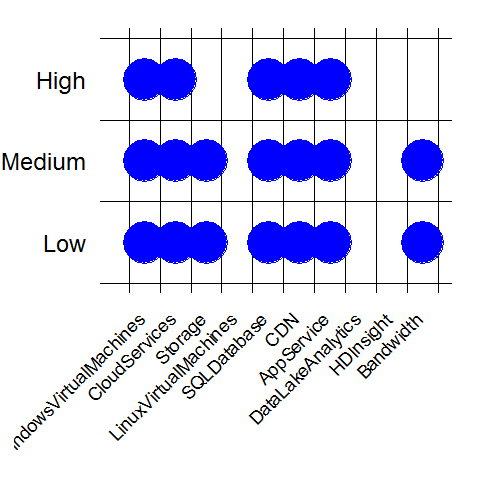 High
Medium
Low
ndowsVirtualMachines
CloudServices
Storage
LinuxVirtualMachines
SQLDatabase
CDN
AppService
DataLakeAnalytics
HDInsight
Bandwidth